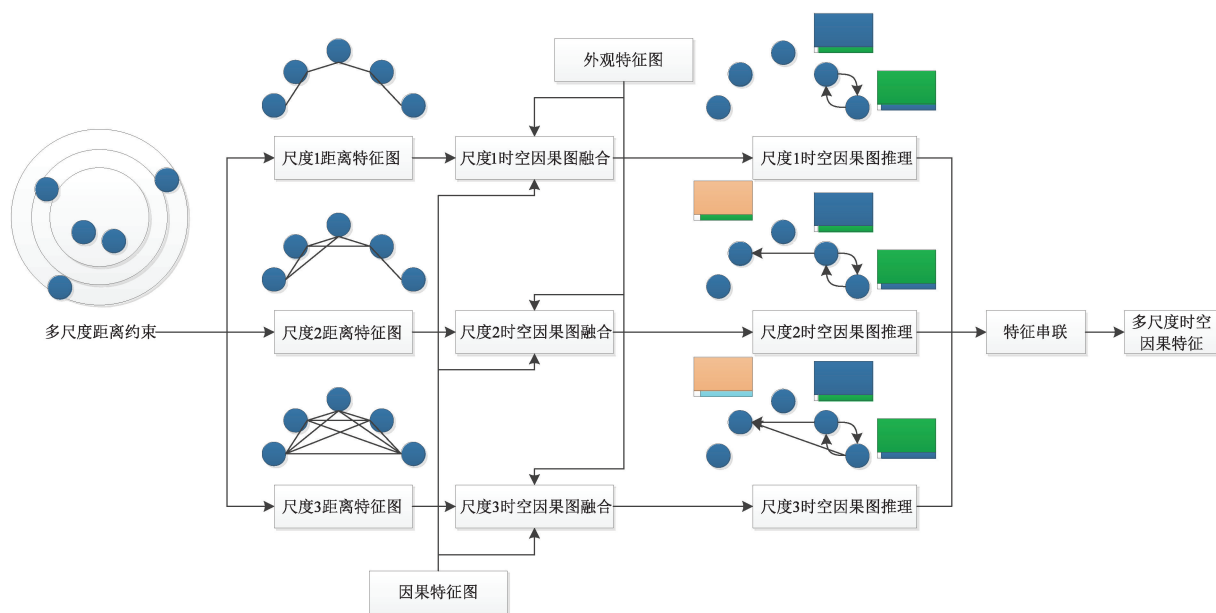 外观特征图
尺度1距离特征图
尺度1时空因果图融合
尺度1时空因果图推理
多尺度距离约束
尺度2距离特征图
尺度2时空因果图融合
尺度2时空因果图推理
特征串联
多尺度时空
因果特征
尺度3距离特征图
尺度3时空因果图融合
尺度3时空因果图推理
因果特征图